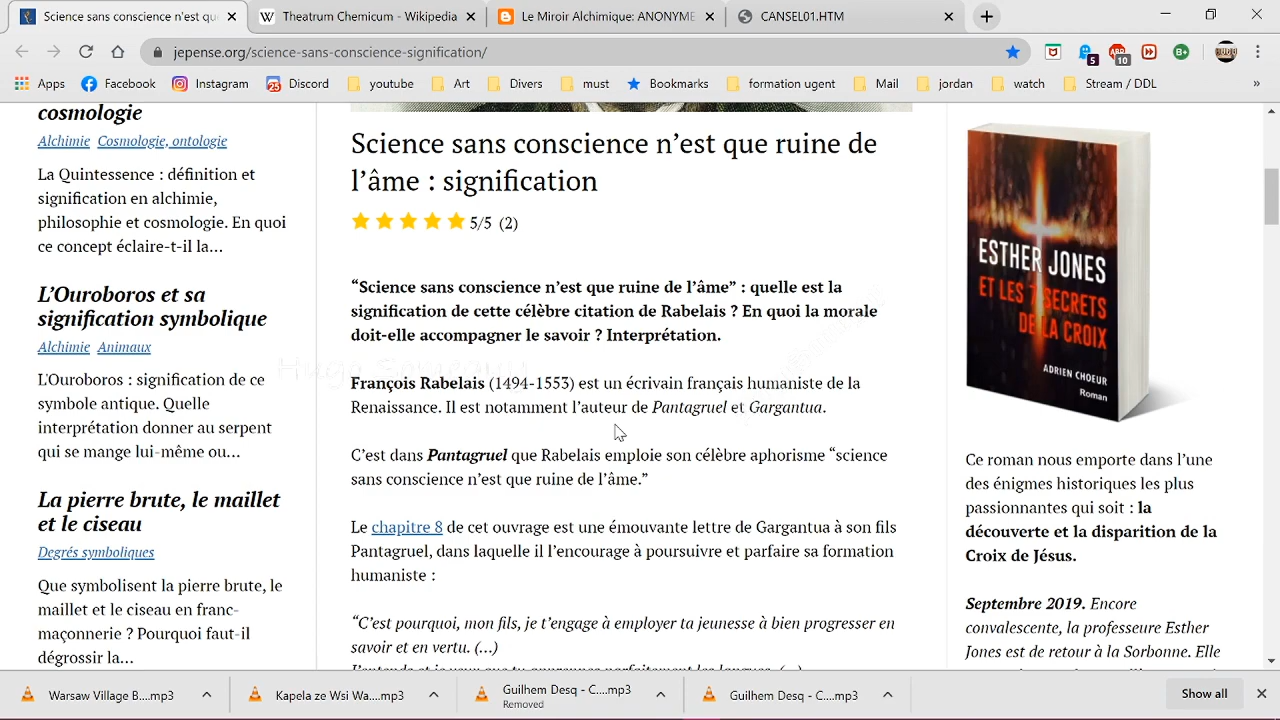 Science sans conscience n'est que
Theatrum Chemicum - Wikipedia
Le Miroir Alchimique: ANONYME
CANSEL01.HTM
jepense.org/science-sans-conscience-signification/
5
10
B+
Apps
Facebook
Instagram
23
Discord
youtube
Art
Divers
must
Bookmarks
formation ugent
Mail
jordan
watch
Stream / DDL
»
cosmologie
Alchimie Cosmologie, ontologie
La Quintessence : définition et
signification en alchimie,
philosophie et cosmologie. En quoi
ce concept éclaire-t-il la...
L'Ouroboros et sa
signification symbolique
Alchimie Animaux
L'Ouroboros : signification de ce
symbole antique. Quelle
interprétation donner au serpent
qui se mange lui-même ou...
La pierre brute, le maillet
et le ciseau
Degrés symboliques
Que symbolisent la pierre brute, le
maillet et le ciseau en franc-
maçonnerie ? Pourquoi faut-il
dégrossir la...
Science sans conscience n'est que ruine de
l'âme : signification
5/5 (2)
“Science sans conscience n'est que ruine de l'âme” : quelle est la
signification de cette célèbre citation de Rabelais ? En quoi la morale
doit-elle accompagner le savoir ? Interprétation.
François Rabelais (1494-1553) est un écrivain français humaniste de la
Renaissance. Il est notamment l'auteur de Pantagruel et Gargantua.
C'est dans Pantagruel que Rabelais emploie son célèbre aphorisme “science
sans conscience n'est que ruine de l'âme.”
Le chapitre 8 de cet ouvrage est une émouvante lettre de Gargantua à son fils
Pantagruel, dans laquelle il l'encourage à poursuivre et parfaire sa formation
humaniste :
“C'est pourquoi, mon fils, je t'engage à employer ta jeunesse à bien progresser en
savoir et en vertu. (…)
J'entends et je veux que tu apprennes parfaitement les langues. (…)
ESTHER JONES
ET LES 7 SECRETS
DE LA CROIX
ADRIEN CHOEUR
Roman
Ce roman nous emporte dans l'une
des énigmes historiques les plus
passionnantes qui soit : la
découverte et la disparition de la
Croix de Jésus.
Septembre 2019. Encore
convalescente, la professeure Esther
Jones est de retour à la Sorbonne. Elle
Warsaw Village B....mp3
Kapela ze Wsi Wa....mp3
Guilhem Desq - C....mp3
Removed
Guilhem Desq - C....mp3
Show all